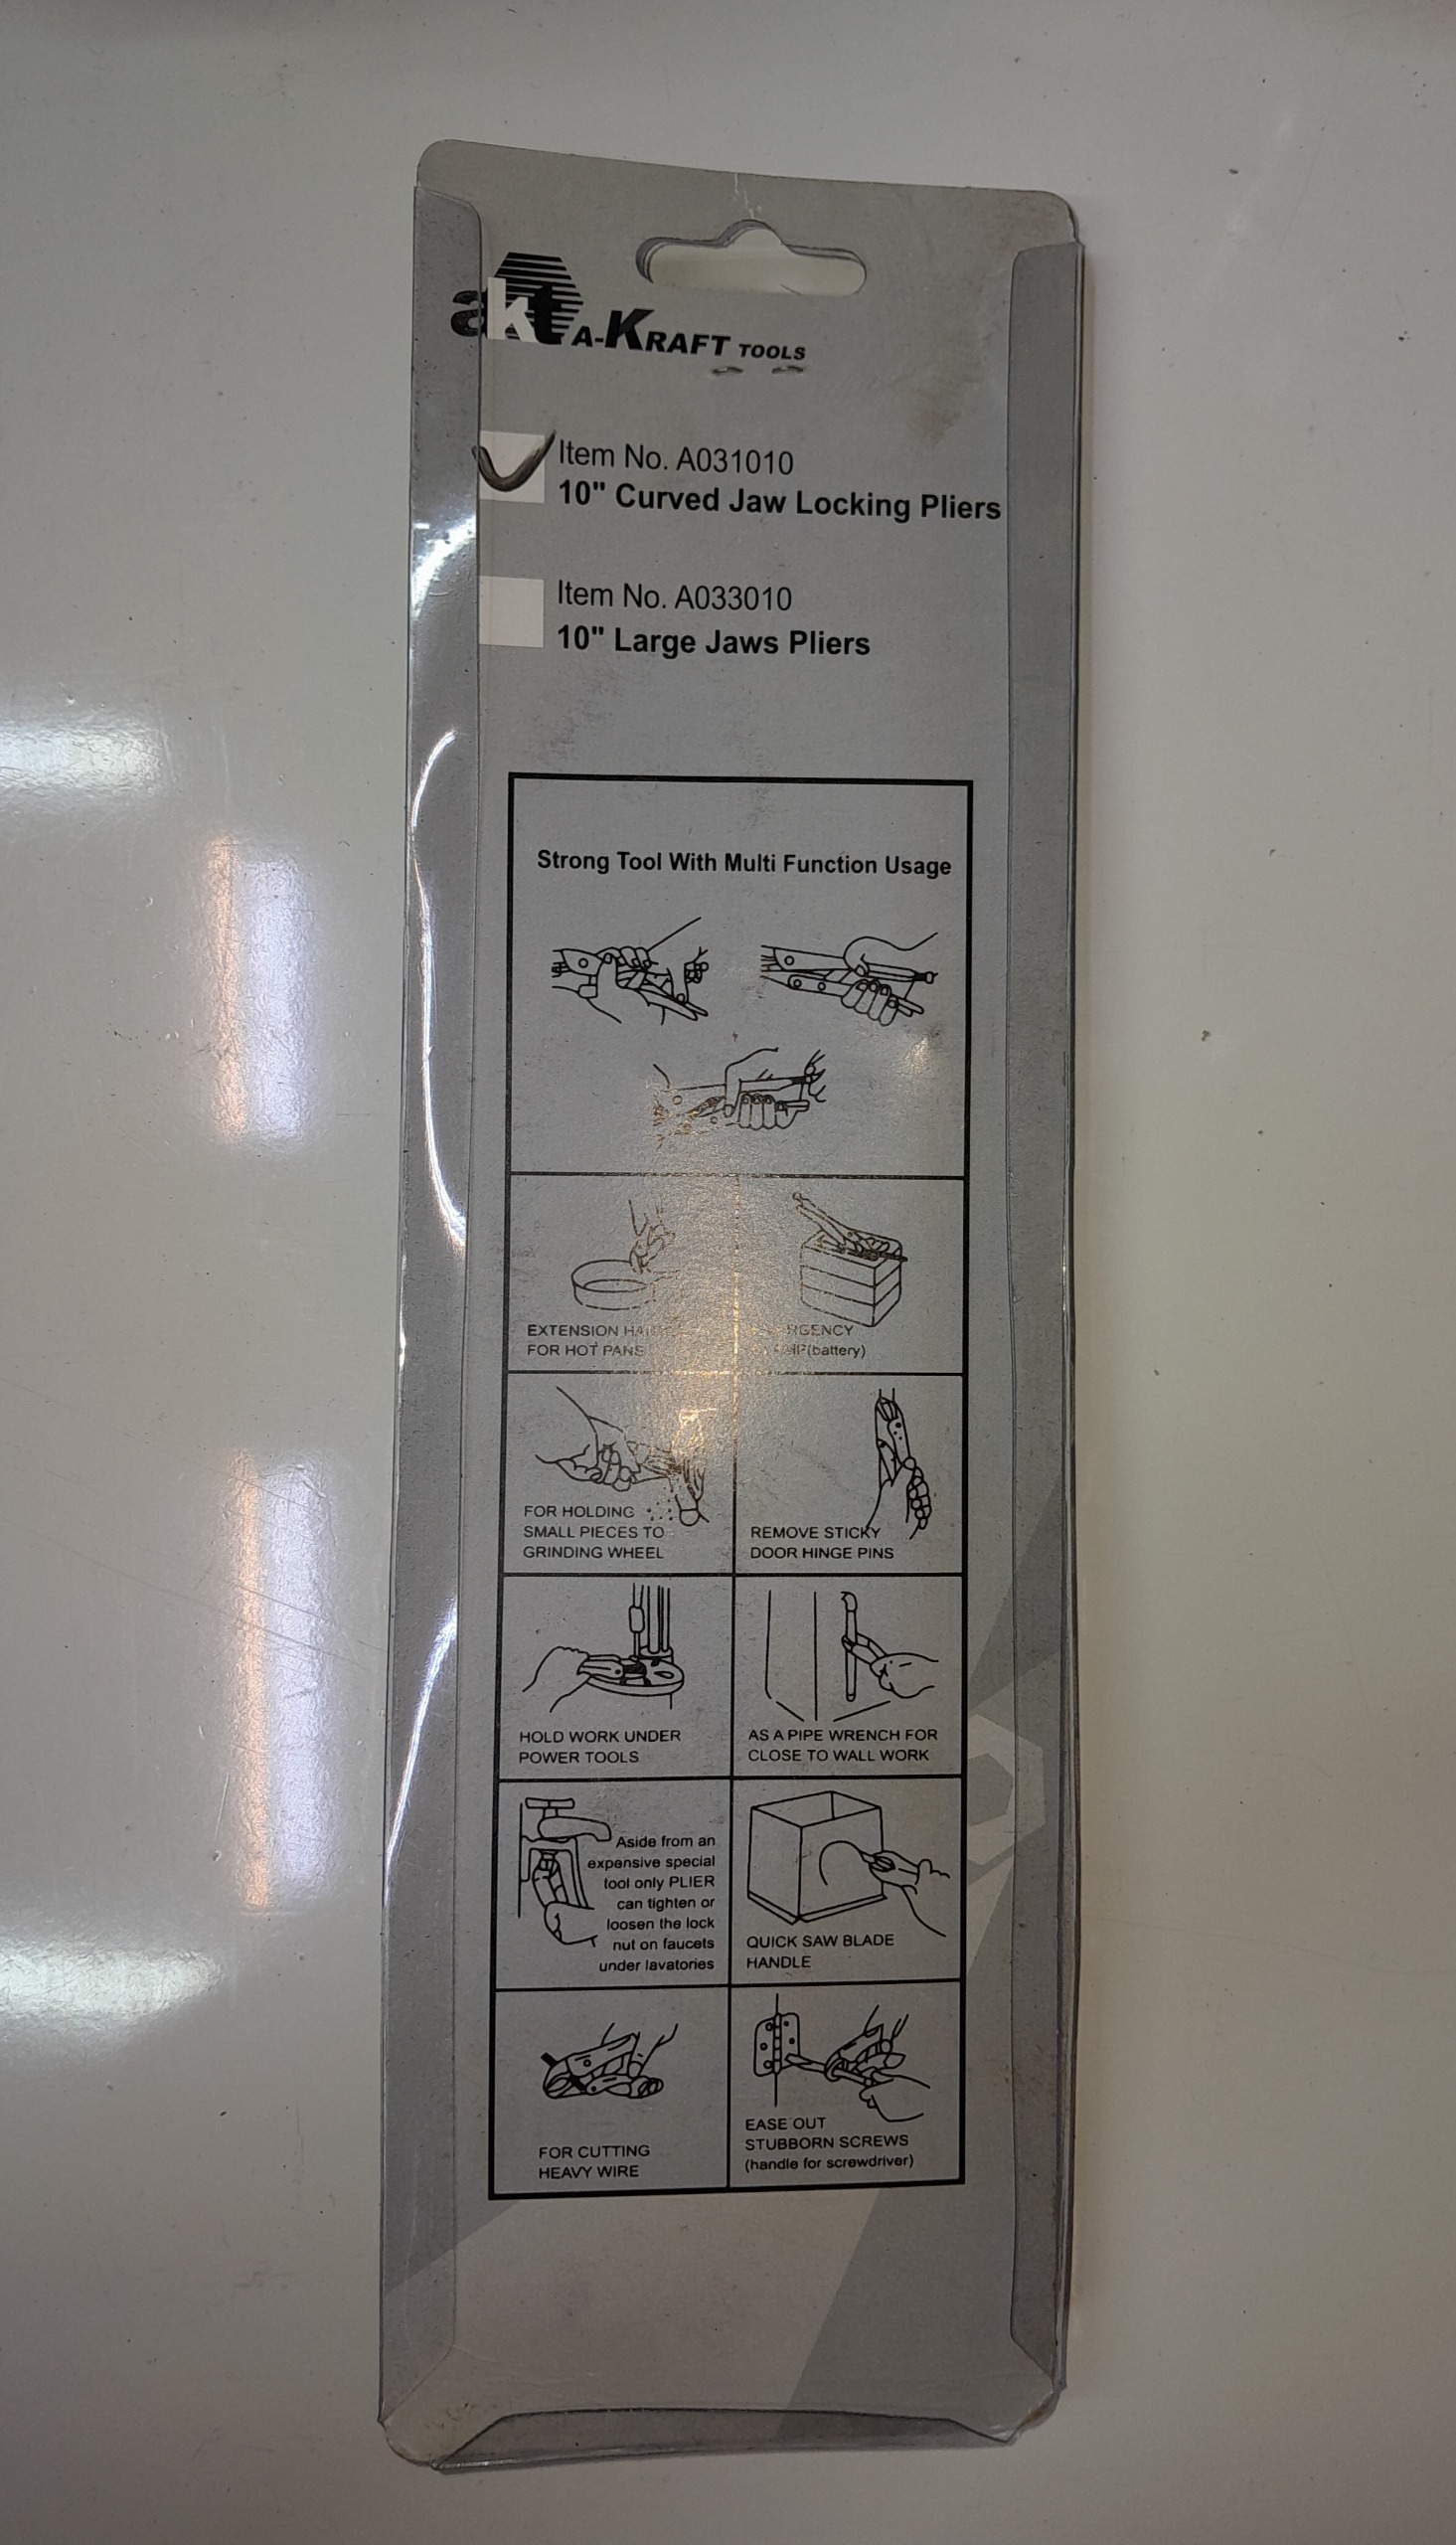 akt A-KRAFT TOOLS
Item No. A031010
10" Curved Jaw Locking Pliers
Item No. A033010
10" Large Jaws Pliers
Strong Tool With Multi Function Usage
EXTENSION
FOR HOT PANS
(battery)
FOR HOLDING
SMALL PIECES TO
GRINDING WHEEL
REMOVE STICKY
DOOR HINGE PINS
HOLD WORK UNDER
POWER TOOLS
AS A PIPE WRENCH FOR
CLOSE TO WALL WORK
Aside from an
expensive special
tool only PLIER
can tighten or
loosen the lock
nut on faucets
under lavatories
QUICK SAW BLADE
HANDLE
FOR CUTTING
HEAVY WIRE
EASE OUT
STUBBORN SCREWS
(handle for screwdriver)